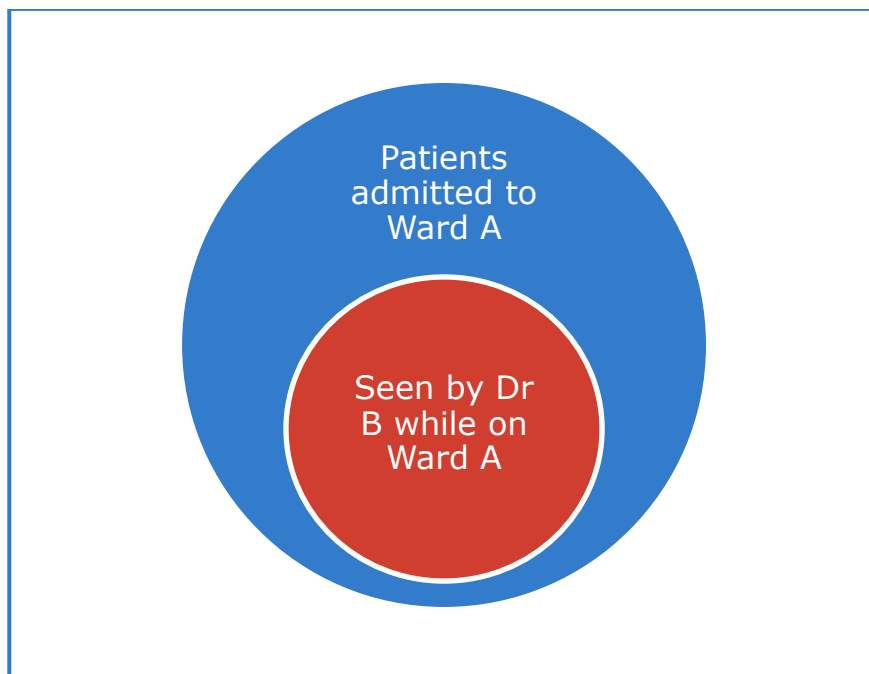 Patients
admitted to
Ward A
Seen by Dr
B while on
Ward A